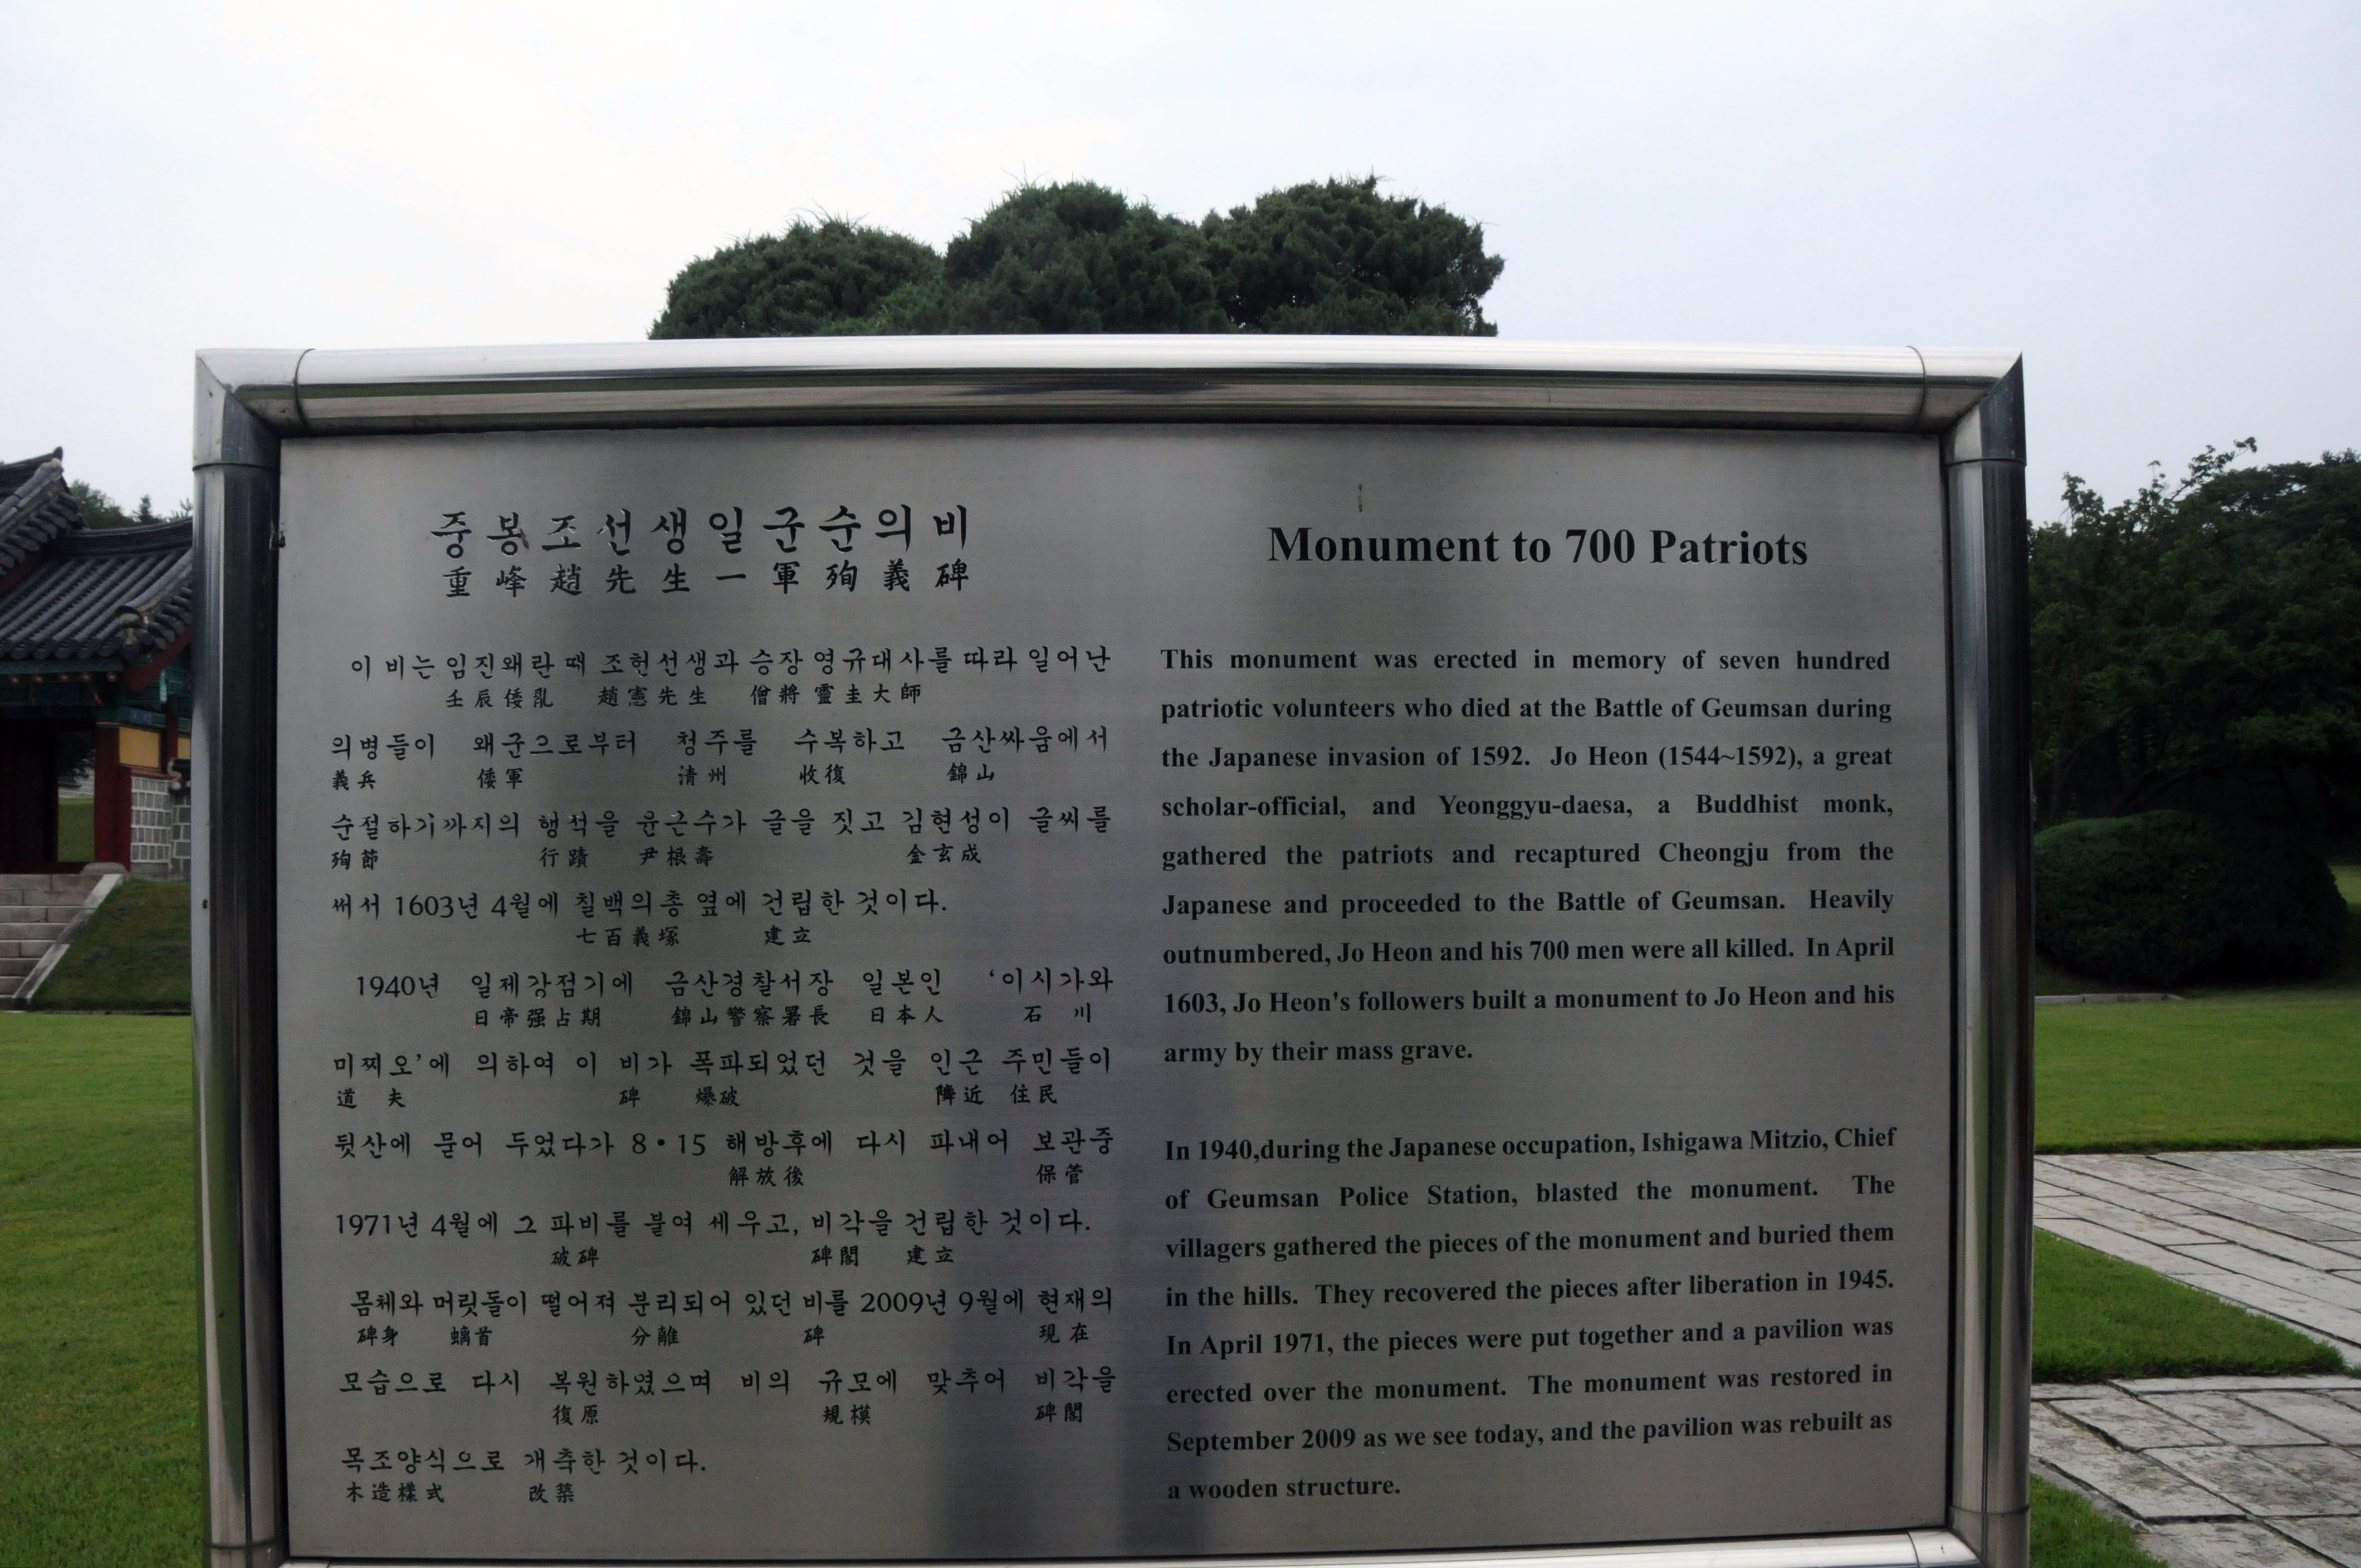 중봉조선생일군순의비
重峰趙先生一軍殉義碑
이 비는 임진왜란 때 조헌선생과 승장 영규대사를 따라 일어난
壬辰倭亂 趙憲先生 僧將 靈圭大師
의병들이 왜군으로부터 청주를 수복하고 금산싸움에서
義兵 倭軍 清州 收復 錦山
순절하기까지의 행적을 윤근수가 글을 짓고 김현성이 글씨를
殉節 行蹟 尹根壽 金玄成
써서 1603년 4월에 칠백의총 옆에 건립한 것이다.
七百義塚 建立
1940년 일제강점기에 금산경찰서장 일본인 ‘이시가와
日帝强占期 錦山警察署長 日本人 石川
미찌오’에 의하여 이 비가 폭파되었던 것을 인근 주민들이
道夫 碑 爆破 隣近 住民
뒷산에 묻어 두었다가 8·15 해방후에 다시 파내어 보관중
解放後 保菅
1971년 4월에 그 파비를 붙여 세우고, 비각을 건립한 것이다.
破碑 碑閣 建立
몸체와 머릿돌이 떨어져 분리되어 있던 비를 2009년 9월에 현재의
碑身 螭首 分離 碑 現在
모습으로 다시 복원하였으며 비의 규모에 맞추어 비각을
復原 規模 碑閣
목조양식으로 개축한 것이다.
木造樣式 改築
Monument to 700 Patriots
This monument was erected in memory of seven hundred
patriotic volunteers who died at the Battle of Geumsan during
the Japanese invasion of 1592. Jo Heon (1544~1592), a great
scholar-official, and Yeonggyu-daesa, a Buddhist monk,
gathered the patriots and recaptured Cheongju from the
Japanese and proceeded to the Battle of Geumsan. Heavily
outnumbered, Jo Heon and his 700 men were all killed. In April
1603, Jo Heon's followers built a monument to Jo Heon and his
army by their mass grave.
In 1940,during the Japanese occupation, Ishigawa Mitzio, Chief
of Geumsan Police Station, blasted the monument. The
villagers gathered the pieces of the monument and buried them
in the hills. They recovered the pieces after liberation in 1945.
In April 1971, the pieces were put together and a pavilion was
erected over the monument. The monument was restored in
September 2009 as we see today, and the pavilion was rebuilt as
a wooden structure.